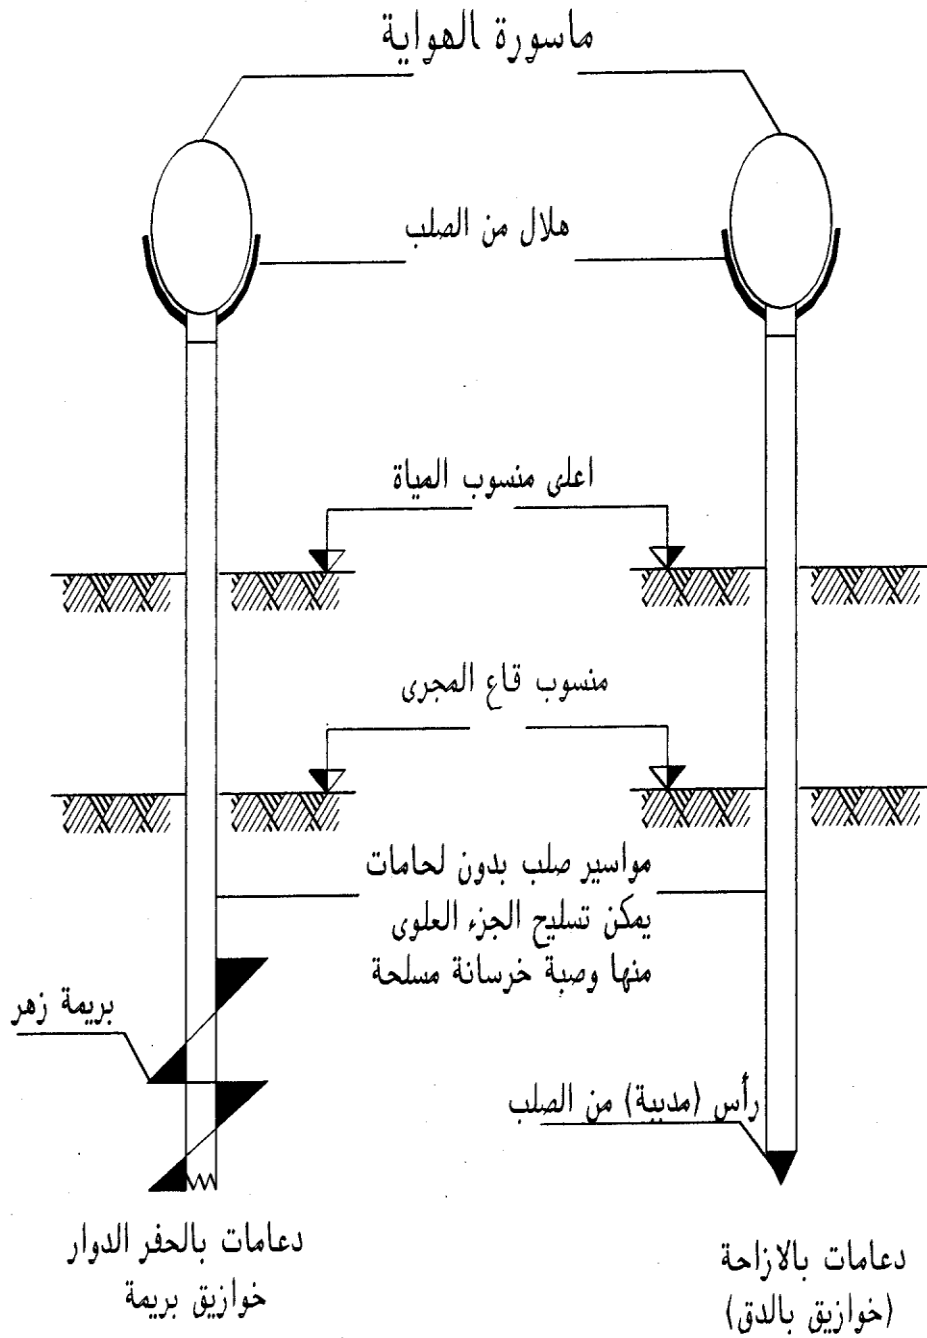 ماسورة الهواية
هلال من الصلب
اعلى منسوب المياة
منسوب قاع المجرى
مواسير صلب بدون لحامات
يمكن تسليح الجزء العلوى
منها وصبة خرسانة مسلحة
بريمة زهر
رأس (مدببة) من الصلب
دعامات بالازاحة
(خوازيق بالدق)
دعامات بالحفر الدوار
خوازيق بريمة